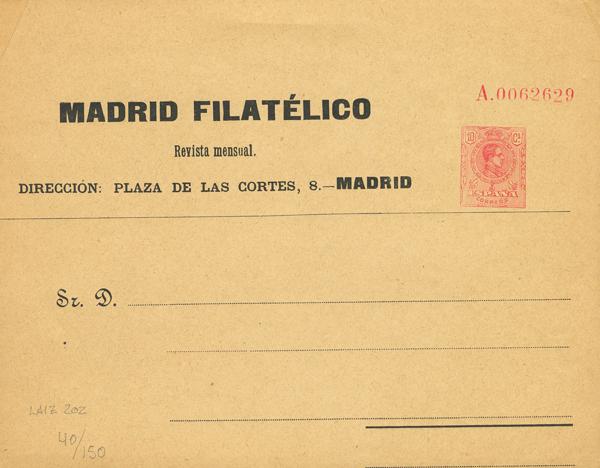 A.0062629
MADRID FILATÉLICO
Revista mensual.
DIRECCIÓN: PLAZA DE LAS CORTES, 8.—MADRID
10 Cs
ESPAÑA
CORREOS
Sr. D.
LAIZ 202
40/150